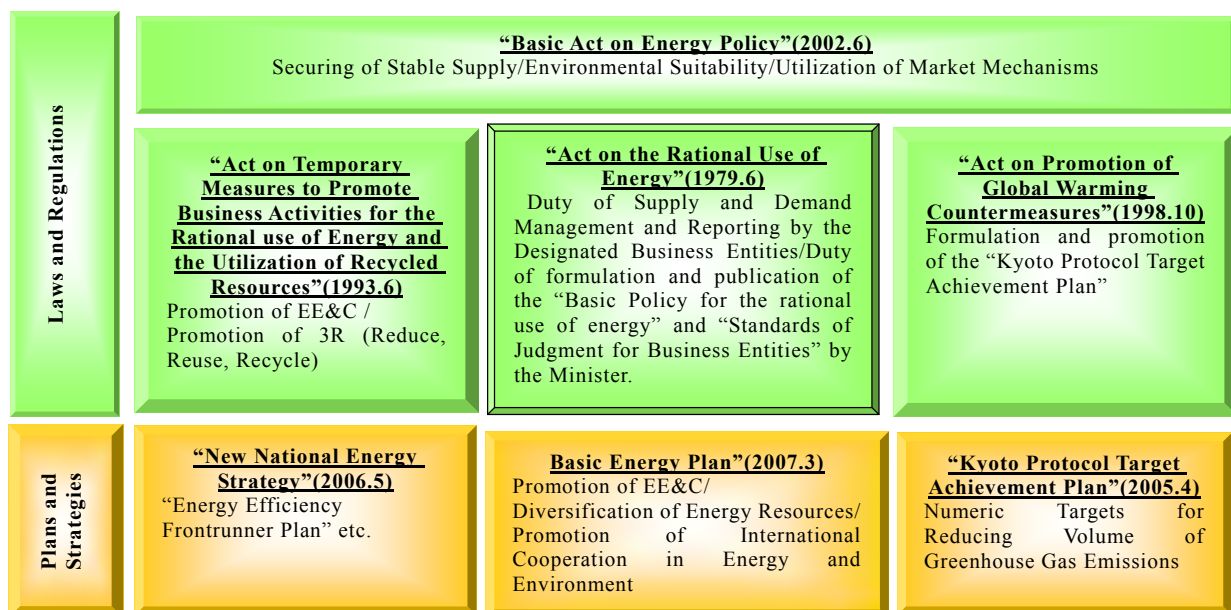 “Basic Act on Energy Policy”(2002.6)
Securing of Stable Supply/Environmental Suitability/Utilization of Market Mechanisms
Laws and Regulations
“Act on Temporary
Measures to Promote
Business Activities for the
Rational use of Energy and
the Utilization of Recycled
Resources”(1993.6)
Promotion of EE&C /
Promotion of 3R (Reduce,
Reuse, Recycle)
“Act on the Rational Use of
Energy”(1979.6)
Duty of Supply and Demand
Management and Reporting by the
Designated Business Entities/Duty
of formulation and publication of
the “Basic Policy for the rational
use of energy” and “Standards of
Judgment for Business Entities” by
the Minister.
“Act on Promotion of
Global Warming
Countermeasures”(1998.10)
Formulation and promotion
of the “Kyoto Protocol Target
Achievement Plan”
Plans and
Strategies
“New National Energy
Strategy”(2006.5)
“Energy Efficiency
Frontrunner Plan” etc.
Basic Energy Plan”(2007.3)
Promotion of EE&C/
Diversification of Energy Resources/
Promotion of International
Cooperation in Energy and
Environment
“Kyoto Protocol Target
Achievement Plan”(2005.4)
Numeric Targets for
Reducing Volume of
Greenhouse Gas Emissions